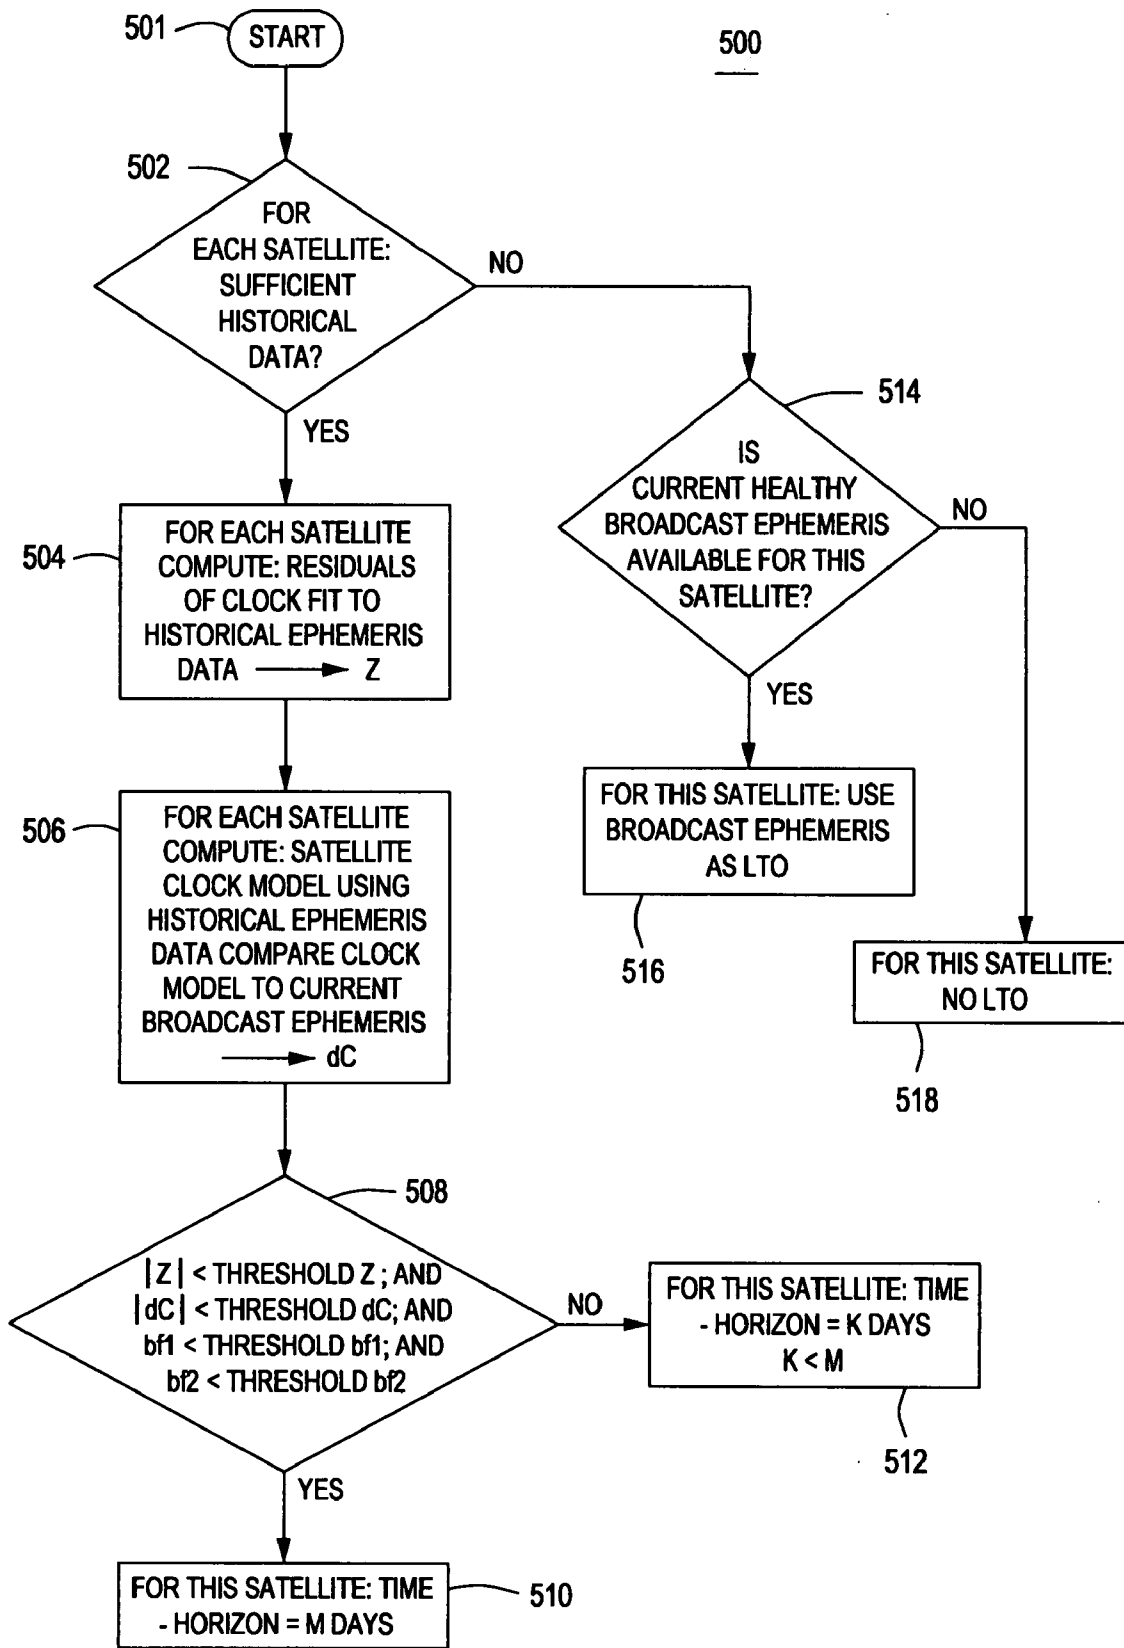 501
START
500
502
FOR
EACH SATELLITE:
SUFFICIENT
HISTORICAL
DATA?
NO
YES
514
IS
CURRENT HEALTHY
BROADCAST EPHEMERIS
AVAILABLE FOR THIS
SATELLITE?
NO
YES
504
FOR EACH SATELLITE
COMPUTE: RESIDUALS
OF CLOCK FIT TO
HISTORICAL EPHEMERIS
DATA → Z
506
FOR EACH SATELLITE
COMPUTE: SATELLITE
CLOCK MODEL USING
HISTORICAL EPHEMERIS
DATA COMPARE CLOCK
MODEL TO CURRENT
BROADCAST EPHEMERIS
→ dC
FOR THIS SATELLITE: USE
BROADCAST EPHEMERIS
AS LTO
516
FOR THIS SATELLITE:
NO LTO
518
508
|Z| < THRESHOLD Z ; AND
|dC| < THRESHOLD dC; AND
bf1 < THRESHOLD bf1; AND
bf2 < THRESHOLD bf2
NO
YES
FOR THIS SATELLITE: TIME
- HORIZON = K DAYS
K < M
512
FOR THIS SATELLITE: TIME
- HORIZON = M DAYS
510